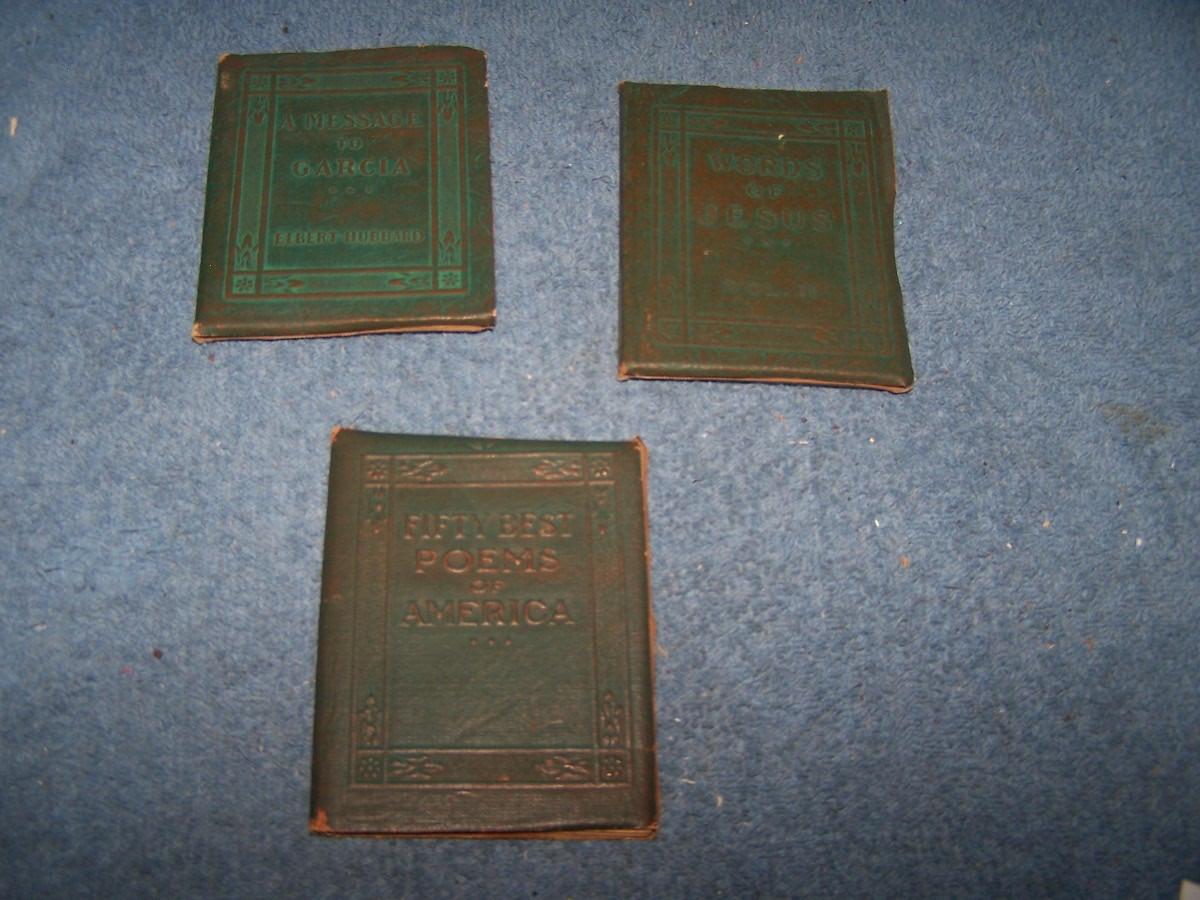 A MESSAGE
TO
GARCIA
ELBERT HUBBARD
WORDS
OF
JESUS
FIFTY BEST
POEMS
OF
AMERICA